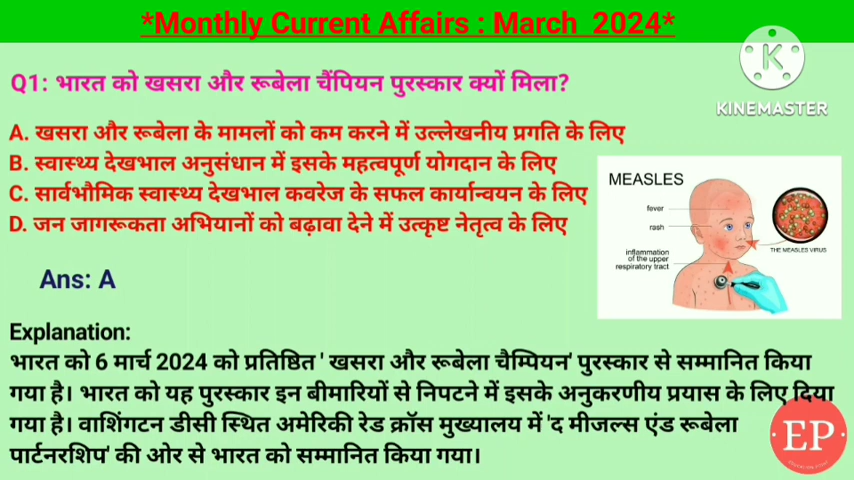 *Monthly Current Affairs : March 2024*
KINEMASTER
Q1: भारत को खसरा और रूबेला चैंपियन पुरस्कार क्यों मिला?
A. खसरा और रूबेला के मामलों को कम करने में उल्लेखनीय प्रगति के लिए
B. स्वास्थ्य देखभाल अनुसंधान में इसके महत्वपूर्ण योगदान के लिए
C. सार्वभौमिक स्वास्थ्य देखभाल कवरेज के सफल कार्यान्वयन के लिए
D. जन जागरूकता अभियानों को बढ़ावा देने में उत्कृष्ट नेतृत्व के लिए
MEASLES
fever
rash
inflammation
of the upper
respiratory tract
THE MEASLES VIRUS
Ans: A
Explanation:
भारत को 6 मार्च 2024 को प्रतिष्ठित ' खसरा और रूबेला चैम्पियन' पुरस्कार से सम्मानित किया
गया है। भारत को यह पुरस्कार इन बीमारियों से निपटने में इसके अनुकरणीय प्रयास के लिए दिया
गया है। वाशिंगटन डीसी स्थित अमेरिकी रेड क्रॉस मुख्यालय में 'द मीजल्स एंड रूबेला
पार्टनरशिप' की ओर से भारत को सम्मानित किया गया।
EP